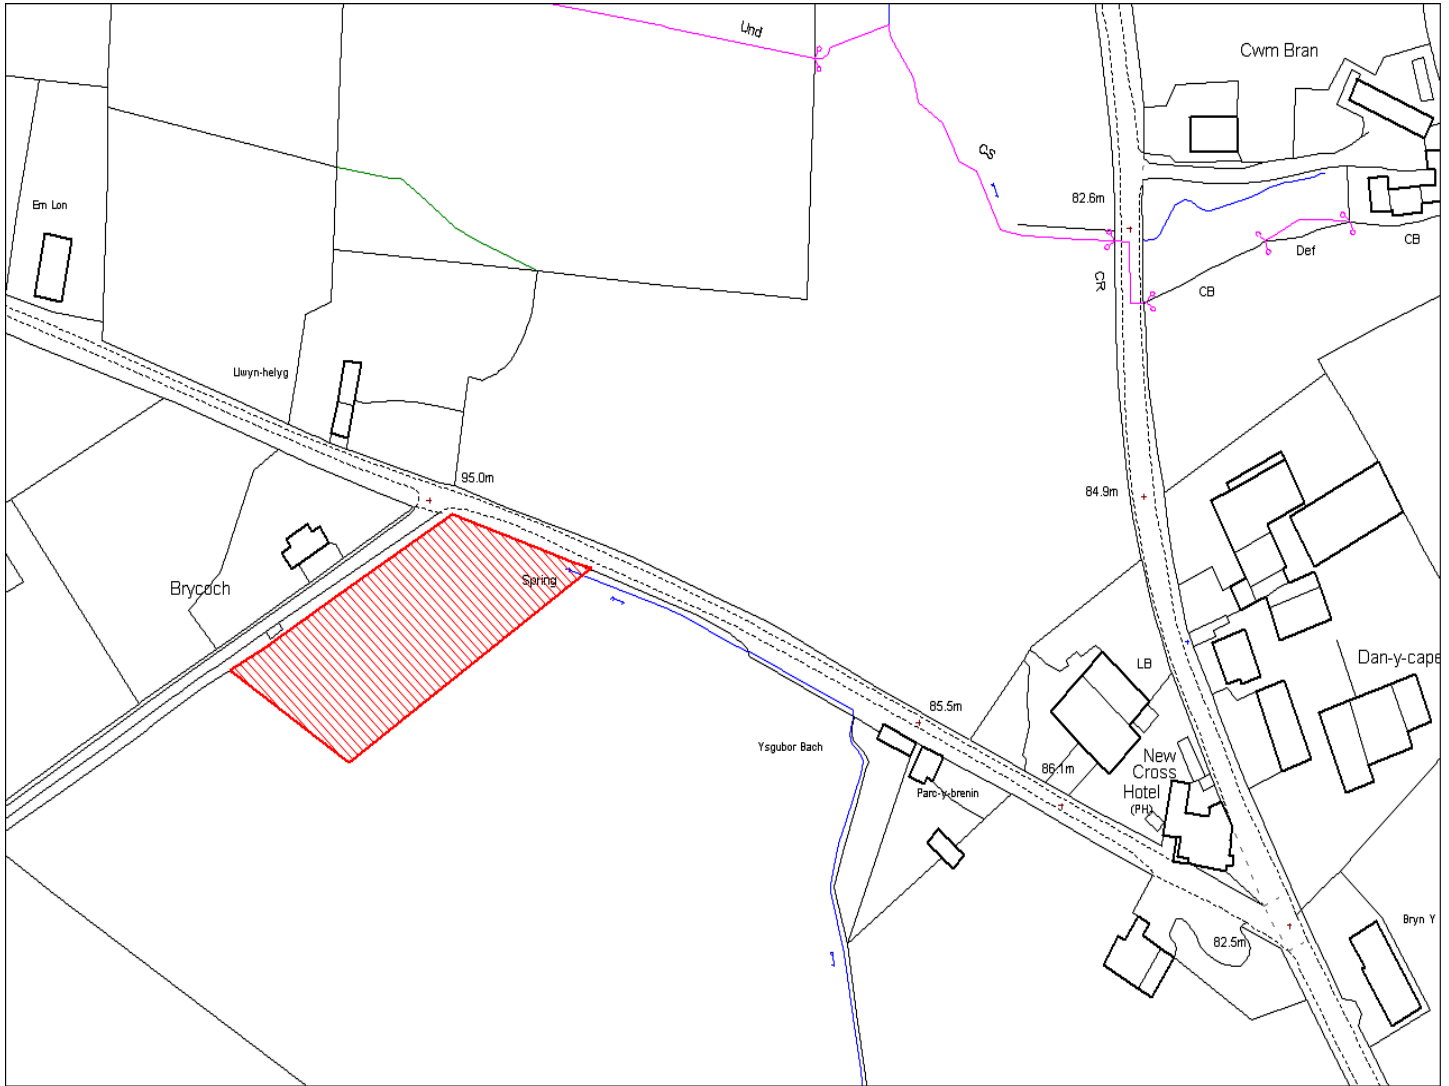 Und
Cwm Bran
CS
82.6m
Em Lon
Def
CB
CR
CB
Llwyn-helyg
95.0m
84.9m
Spring
Brycoch
LB
Dan-y-cape
85.5m
Ysgubor Bach
New
Cross
Hotel
(PH)
86.1m
Parc-y-brenin
Bryn Y
82.5m